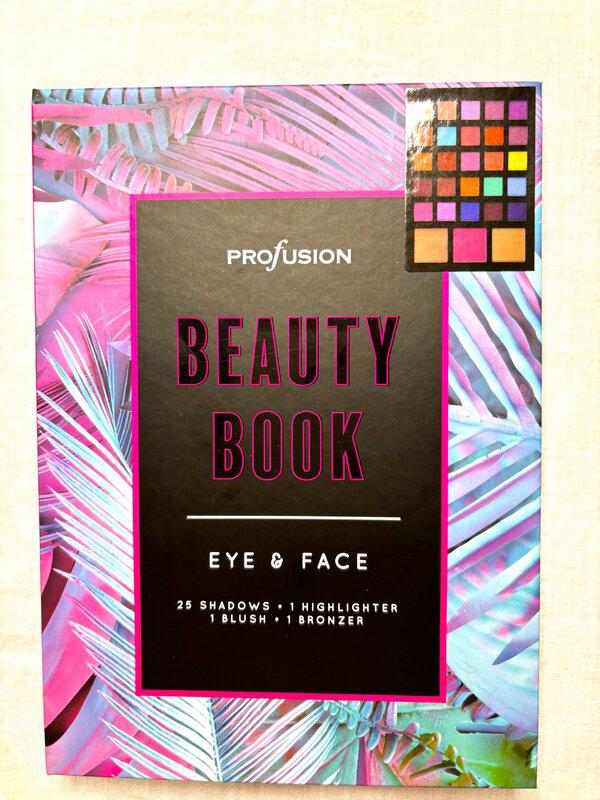 PROfUSION
BEAUTY
BOOK
EYE & FACE
25 SHADOWS • 1 HIGHLIGHTER
1 BLUSH • 1 BRONZER